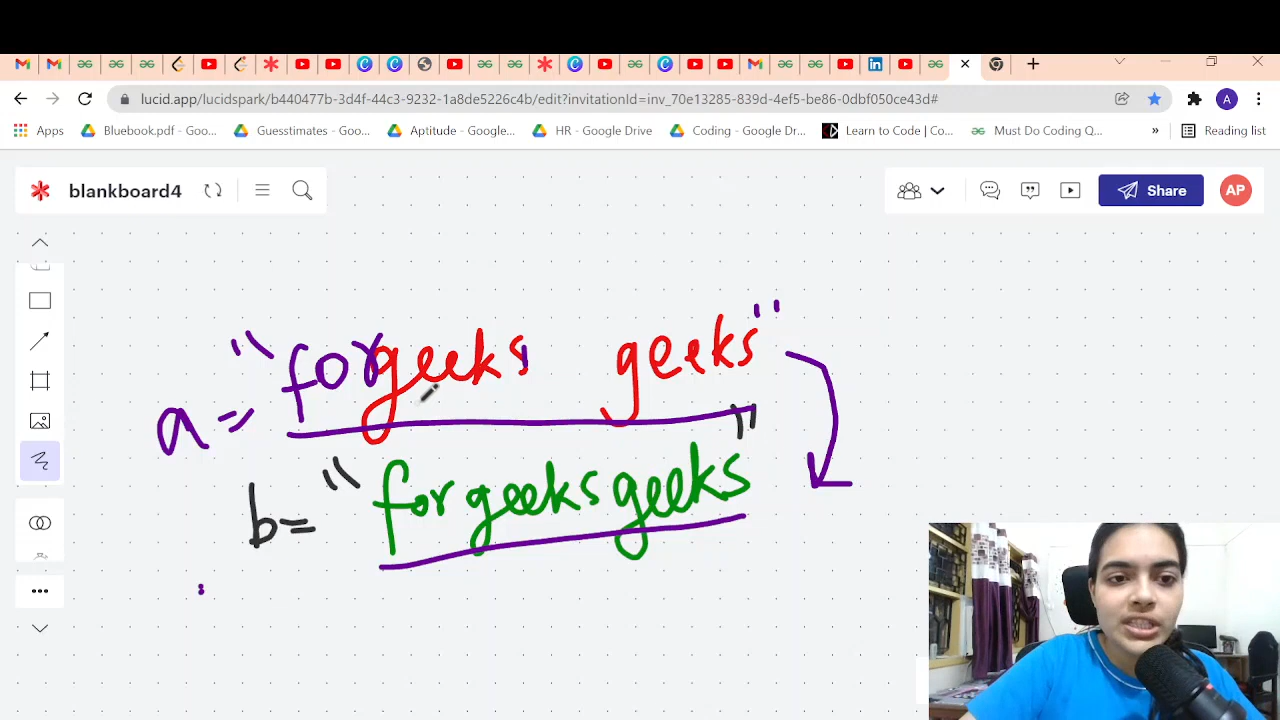 lucid.app/lucidspark/b440477b-3d4f-44c3-9232-1a8de5226c4b/edit?invitationId=inv_70e13285-839d-4ef5-be86-0dbf050ce43d#
A
Apps Bluebook.pdf - Goo... Guesstimates - Goo... Aptitude - Google... HR - Google Drive Coding - Google Dr... Learn to Code | Co... Must Do Coding Q... » Reading list
blankboard4 Share AP
a= "forgeeks geeks"
b= "forgeeksgeeks"